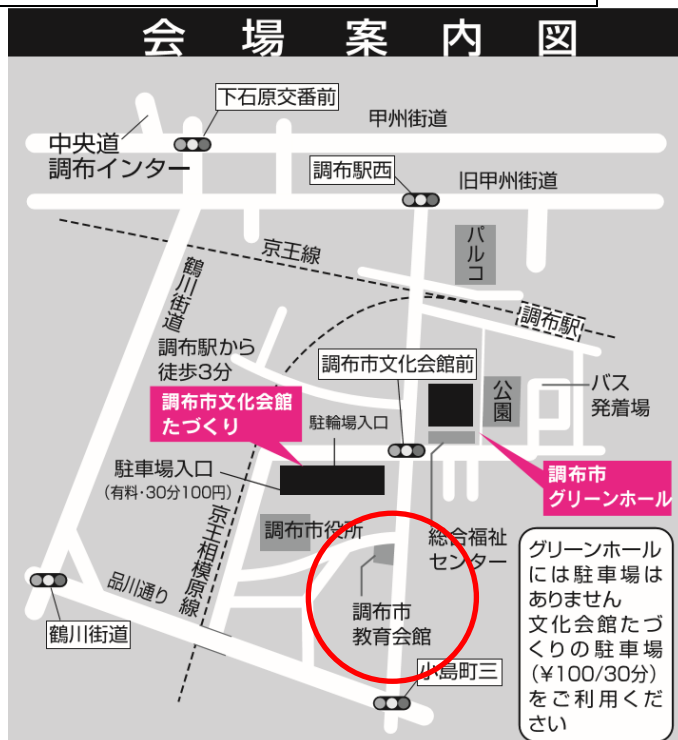 会場案内図
下石原交番前
甲州街道
中央道
調布インター
調布駅西
旧甲州街道
パルコ
京王線
鶴川街道
調布駅
調布駅から
徒歩3分
調布市文化会館前
公園
バス
発着場
調布市文化会館
たづくり
駐輪場入口
駐車場入口
(有料・30分100円)
調布市
グリーンホール
調布市役所
総合福祉
センター
京王相模原線
品川通り
鶴川街道
調布市
教育会館
小島町三
グリーンホール
には駐車場は
ありません
文化会館たづ
くりの駐車場
(¥100/30分)
をご利用くだ
さい